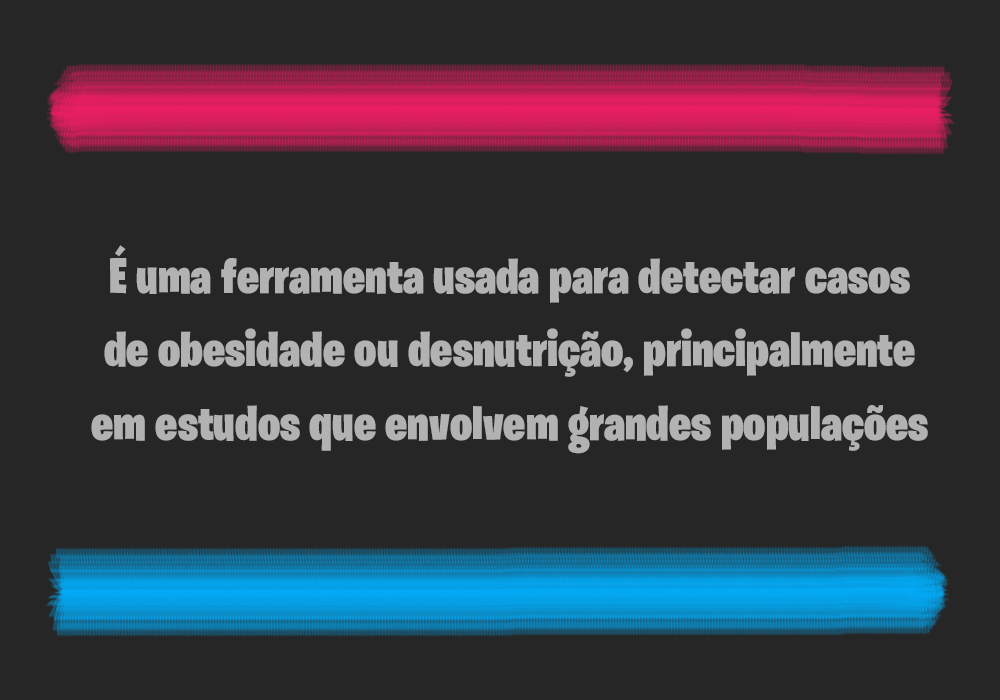 É uma ferramenta usada para detectar casos
de obesidade ou desnutrição, principalmente
em estudos que envolvem grandes populações